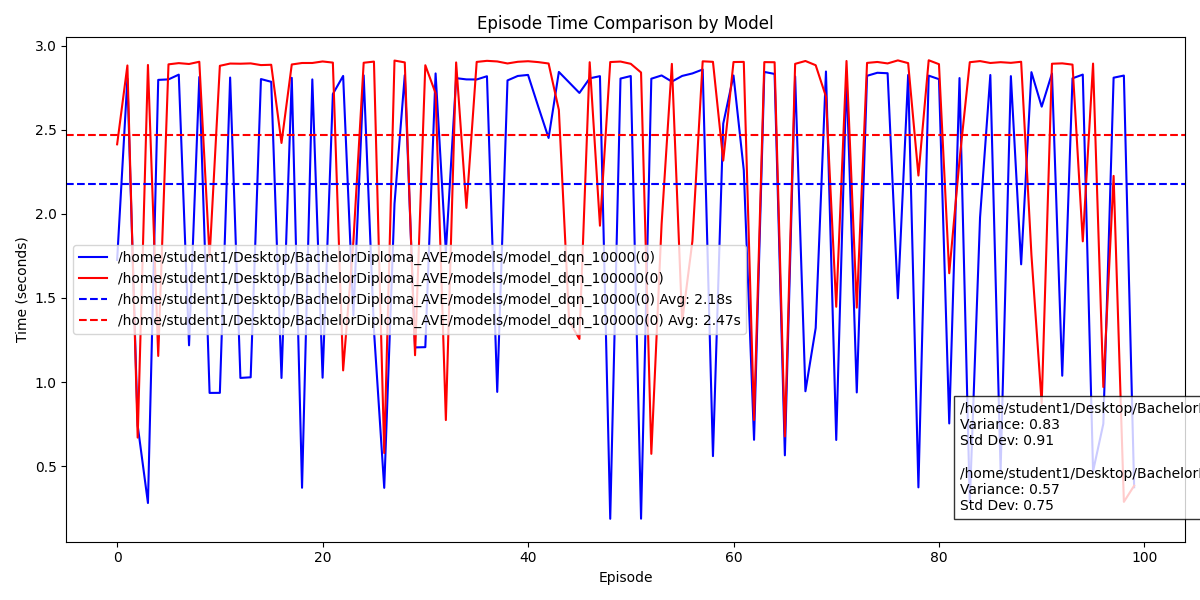 Episode Time Comparison by Model
Time (seconds)
3.0
2.5
2.0
1.5
1.0
0.5
/home/student1/Desktop/BachelorDiploma_AVE/models/model_dqn_10000(0)
/home/student1/Desktop/BachelorDiploma_AVE/models/model_dqn_100000(0)
/home/student1/Desktop/BachelorDiploma_AVE/models/model_dqn_10000(0) Avg: 2.18s
/home/student1/Desktop/BachelorDiploma_AVE/models/model_dqn_100000(0) Avg: 2.47s
/home/student1/Desktop/Bachelor
Variance: 0.83
Std Dev: 0.91
/home/student1/Desktop/Bachelor
Variance: 0.57
Std Dev: 0.75
0 20 40 60 80 100
Episode